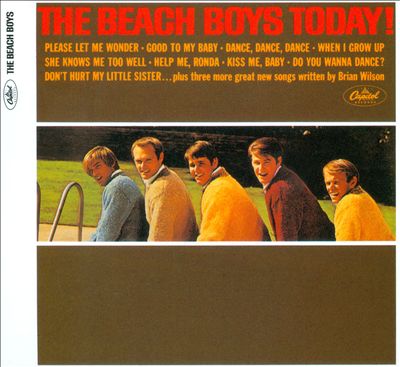 THE BEACH BOYS
Capitol
THE BEACH BOYS TODAY!
PLEASE LET ME WONDER · GOOD TO MY BABY · DANCE, DANCE, DANCE · WHEN I GROW UP
SHE KNOWS ME TOO WELL · HELP ME, RONDA · KISS ME, BABY · DO YOU WANNA DANCE?
DON'T HURT MY LITTLE SISTER...plus three more great new songs written by Brian Wilson
Capitol
RECORDS